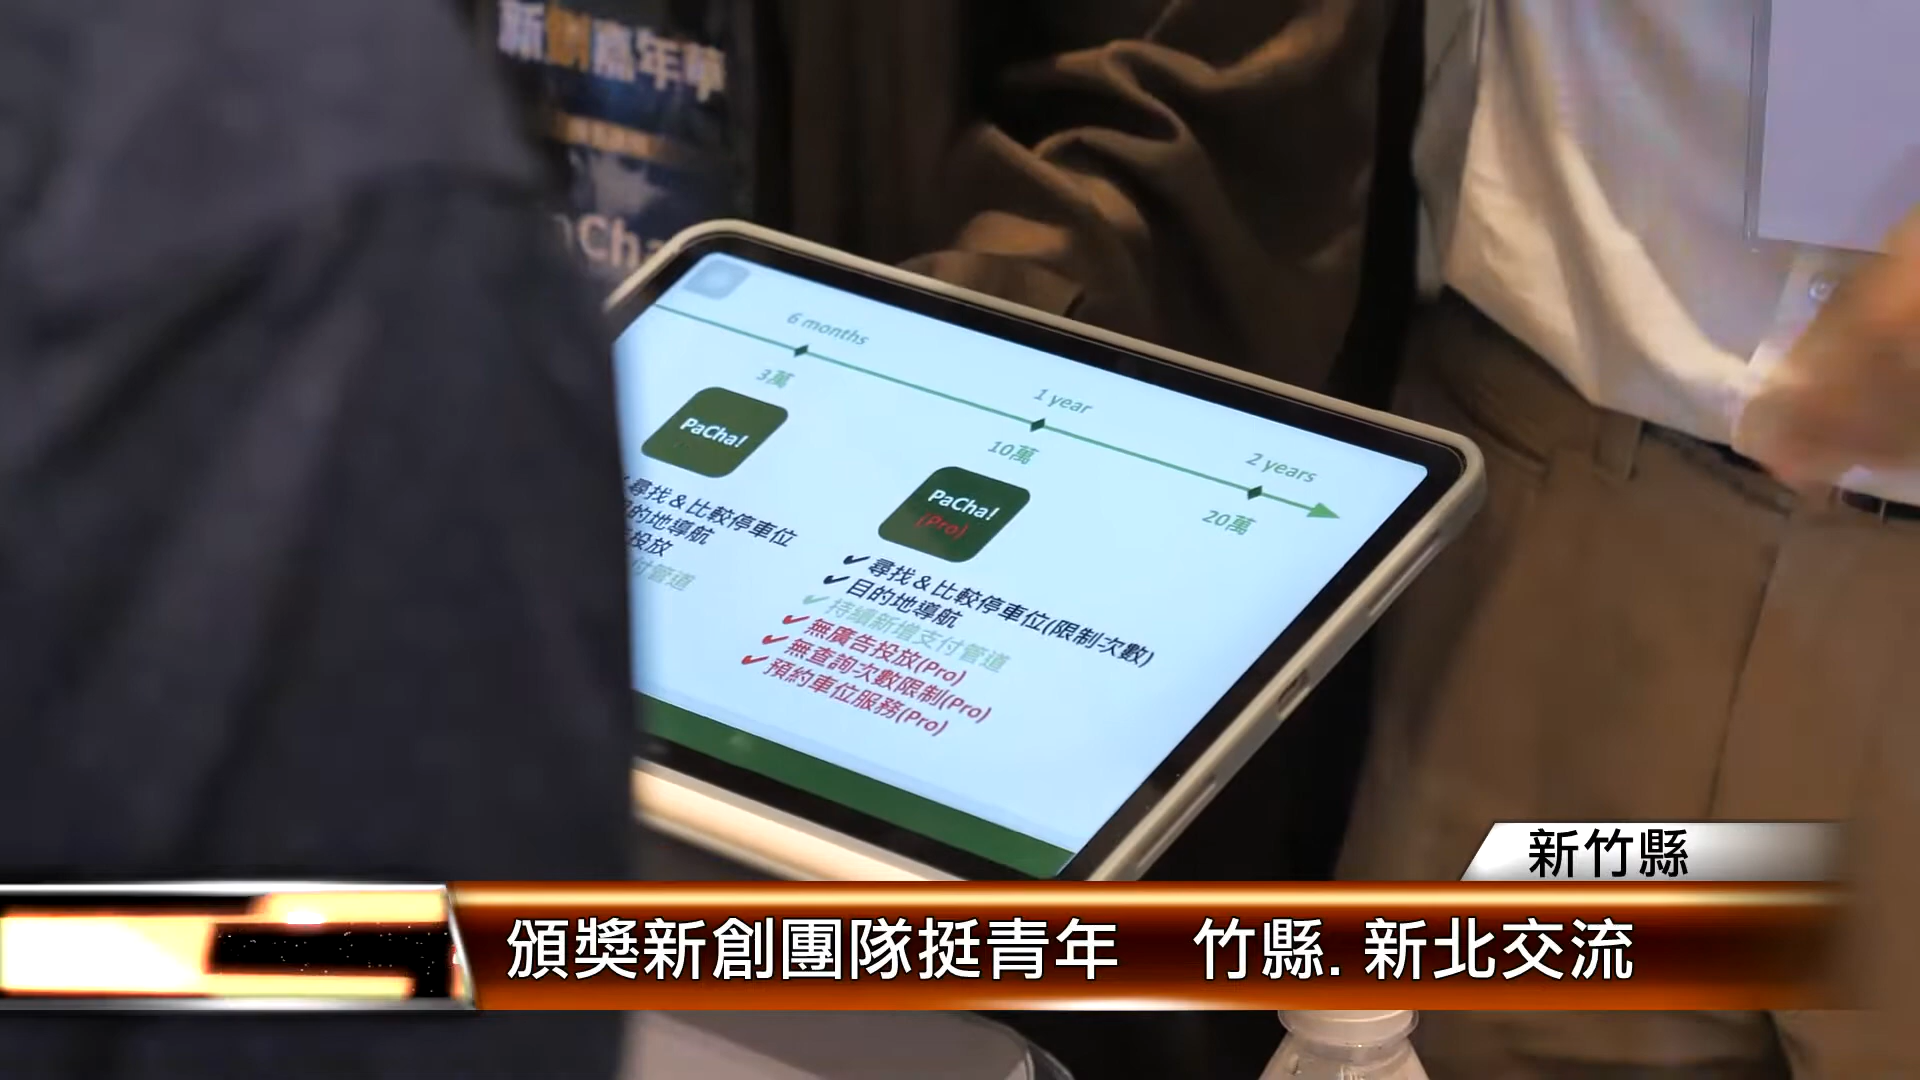 新創嘉年華
6 months
3萬
PaCha!
尋找&比較停車位
的地導航
投放
付管道
1 year
10萬
PaCha!
(Pro)
尋找&比較停車位(限制次數)
目的地導航
持續新增支付管道
無廣告投放(Pro)
無查詢次數限制(Pro)
預約車位服務(Pro)
2 years
20萬
新竹縣
頒獎新創團隊挺青年 竹縣.新北交流